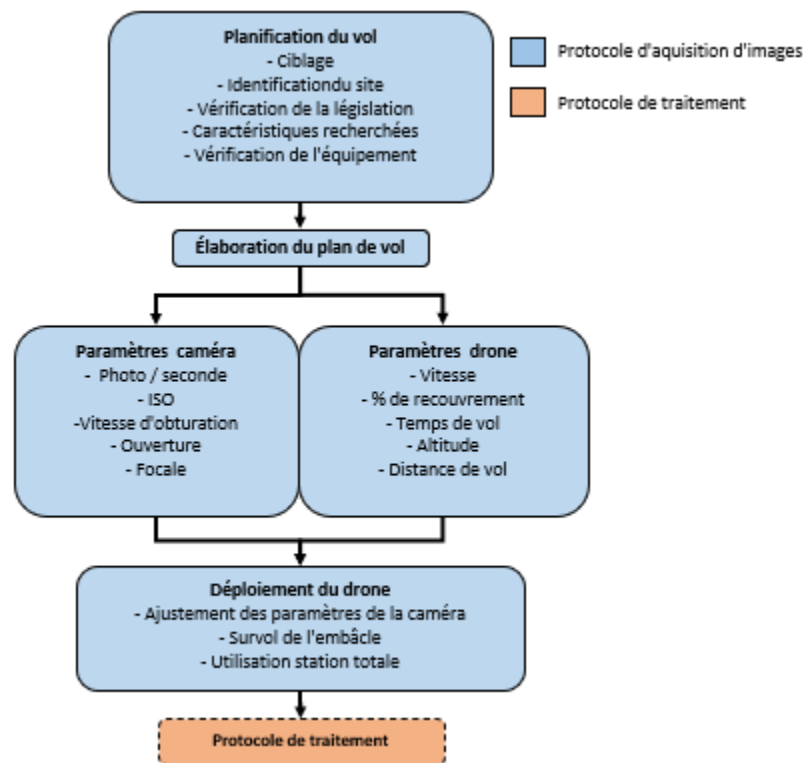 Planification du vol
- Ciblage
- Identificationdu site
- Vérification de la législation
- Caractéristiques recherchées
- Vérification de l'équipement
Protocole d'aquisition d'images
Protocole de traitement
Élaboration du plan de vol
Paramètres caméra
- Photo / seconde
- ISO
-Vitesse d'obturation
- Ouverture
- Focale
Paramètres drone
- Vitesse
- % de recouvrement
- Temps de vol
- Altitude
- Distance de vol
Déploiement du drone
- Ajustement des paramètres de la caméra
- Survol de l'embâcle
- Utilisation station totale
Protocole de traitement